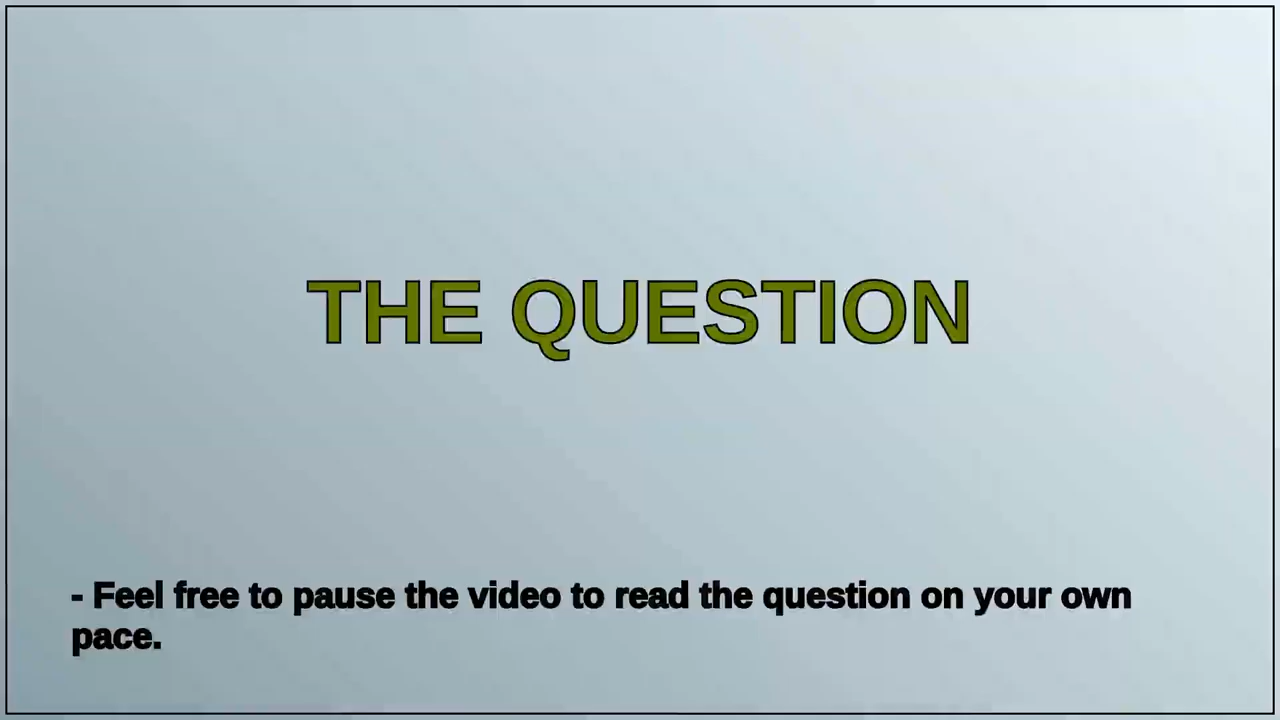 THE QUESTION
- Feel free to pause the video to read the question on your own
pace.